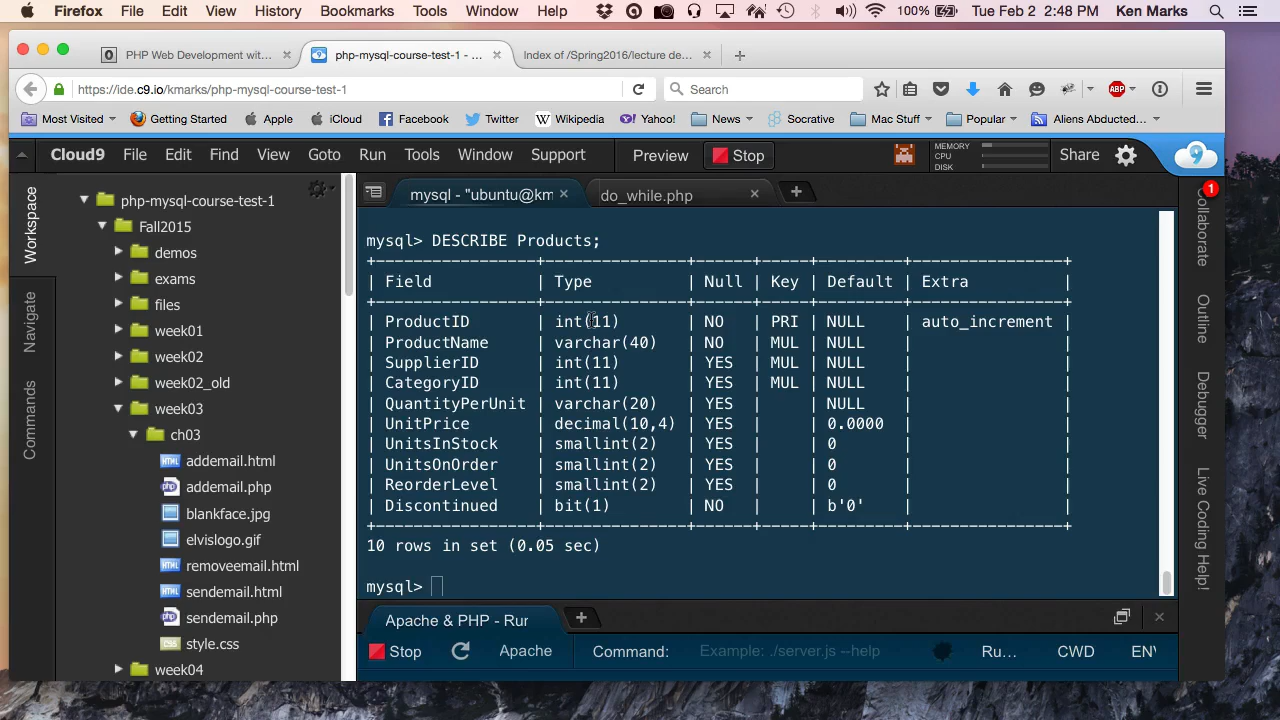 Firefox File Edit View History Bookmarks Tools Window Help 100% Tue Feb 2 2:48 PM Ken Marks
PHP Web Development wit... × php-mysql-course-test-1 - ... × Index of /Spring2016/lecture de... × +
https://ide.c9.io/kmarks/php-mysql-course-test-1 Search ABP
Most Visited Getting Started Apple iCloud Facebook Twitter W Wikipedia Yahoo! News Socrative Mac Stuff Popular Aliens Abducted...
Cloud9 File Edit Find View Goto Run Tools Window Support Preview Stop MEMORY CPU DISK Share
Workspace
Navigate
Commands
php-mysql-course-test-1
Fall2015
demos
exams
files
week01
week02
week02_old
week03
ch03
HTML addemail.html
php addemail.php
blankface.jpg
elvislogo.gif
HTML removeemail.html
HTML sendemail.html
php sendemail.php
CSS style.css
week04
mysql - "ubuntu@km × do_while.php × +
mysql> DESCRIBE Products;
+-----------------+---------------+------+-----+---------+----------------+
| Field | Type | Null | Key | Default | Extra |
+-----------------+---------------+------+-----+---------+----------------+
| ProductID | int(11) | NO | PRI | NULL | auto_increment |
| ProductName | varchar(40) | NO | MUL | NULL | |
| SupplierID | int(11) | YES | MUL | NULL | |
| CategoryID | int(11) | YES | MUL | NULL | |
| QuantityPerUnit | varchar(20) | YES | | NULL | |
| UnitPrice | decimal(10,4) | YES | | 0.0000 | |
| UnitsInStock | smallint(2) | YES | | 0 | |
| UnitsOnOrder | smallint(2) | YES | | 0 | |
| ReorderLevel | smallint(2) | YES | | 0 | |
| Discontinued | bit(1) | NO | | b'0' | |
+-----------------+---------------+------+-----+---------+----------------+
10 rows in set (0.05 sec)
mysql>
Apache & PHP - Rur + ×
Stop Apache Command: Example: ./server.js --help Ru... CWD ENV
1
Collaborate
Outline
Debugger
Live Coding Help!